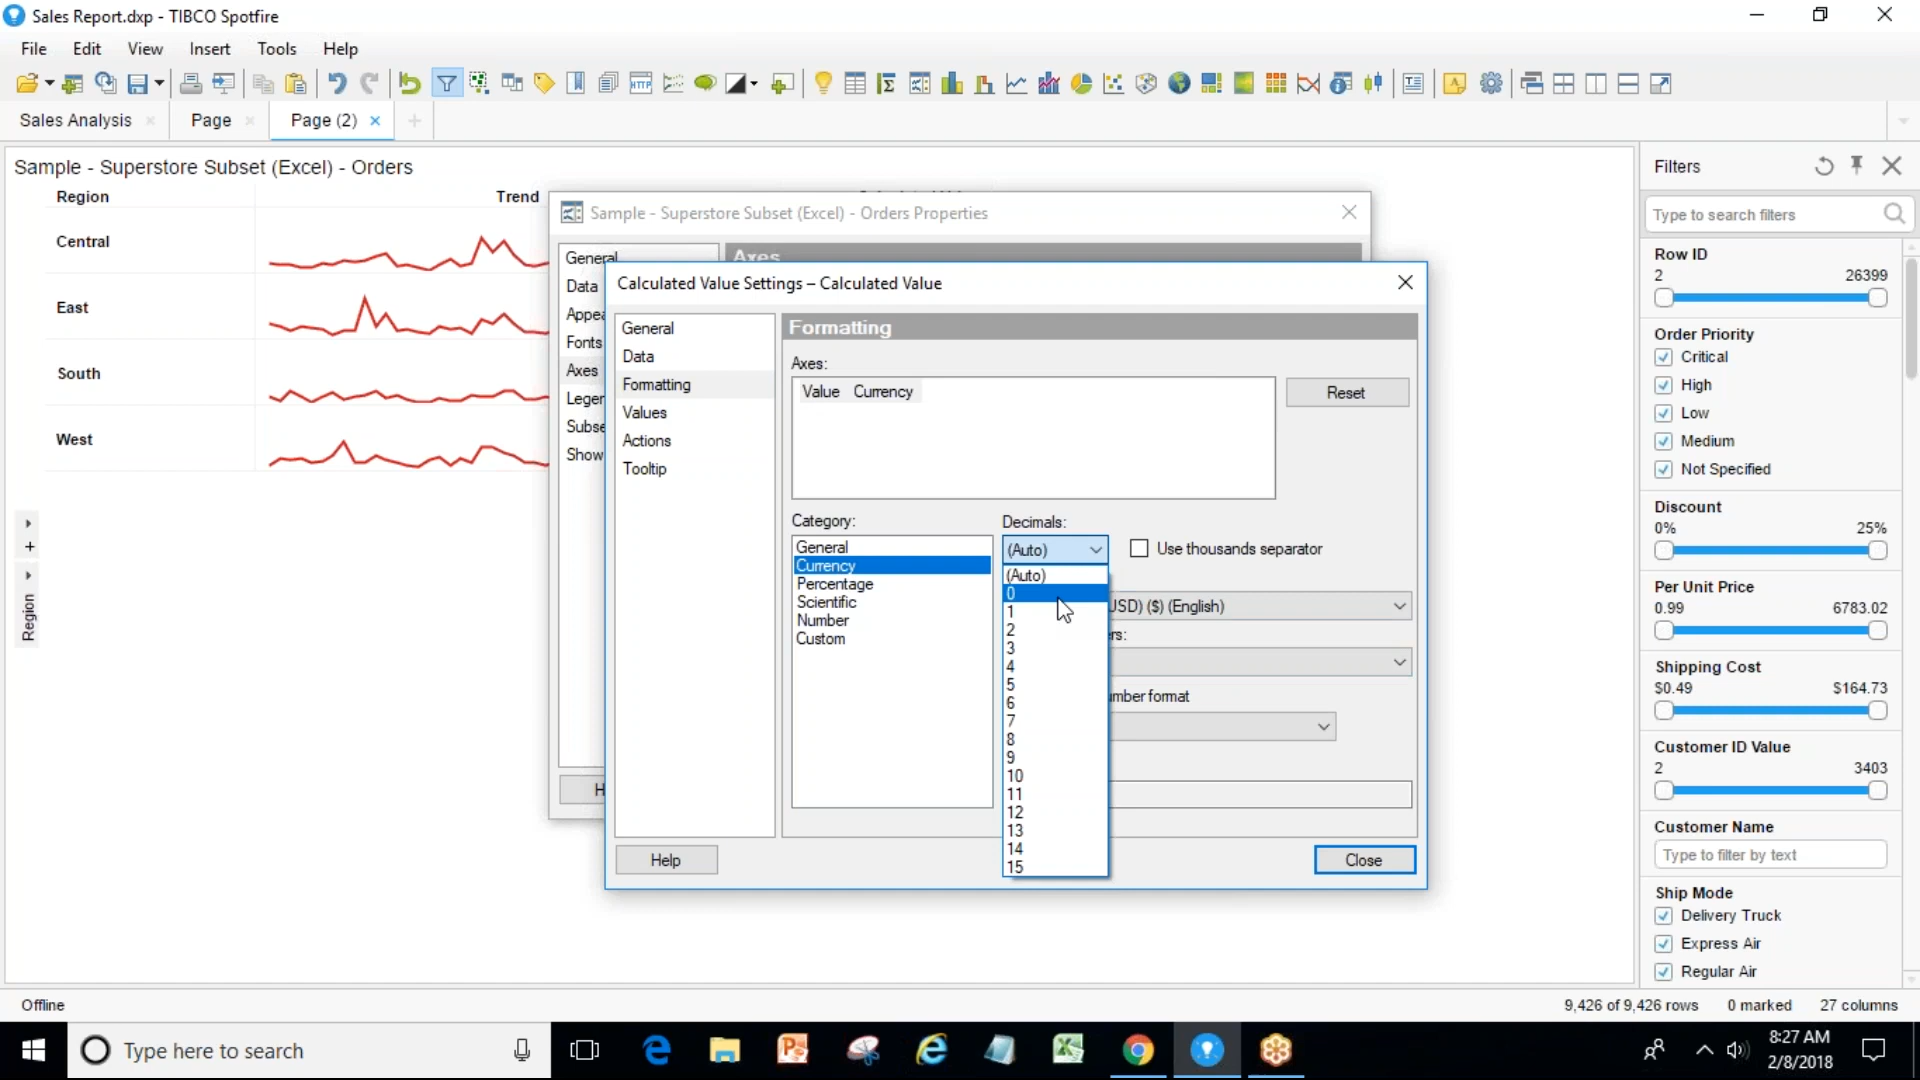 Sales Report.dxp - TIBCO Spotfire
File Edit View Insert Tools Help
Sales Analysis Page Page (2)
Sample - Superstore Subset (Excel) - Orders
Region Trend
Central
East
South
West
Region
Sample - Superstore Subset (Excel) - Orders Properties
General
Data
Fonts
Axes
Axes
Calculated Value Settings – Calculated Value
General
Data
Formatting
Values
Actions
Tooltip
Formatting
Axes:
Value Currency
Reset
Category:
General
Currency
Percentage
Scientific
Number
Custom
Decimals:
(Auto)
Use thousands separator
(Auto)
0
1
2
3
4
5
6
7
8
9
10
11
12
13
14
15
USD) ($) (English)
number format
Help
Close
Filters
Type to search filters
Row ID
2 26399
Order Priority
Critical
High
Low
Medium
Not Specified
Discount
0% 25%
Per Unit Price
0.99 6783.02
Shipping Cost
$0.49 $164.73
Customer ID Value
2 3403
Customer Name
Type to filter by text
Ship Mode
Delivery Truck
Express Air
Regular Air
Offline
9,426 of 9,426 rows 0 marked 27 columns
Type here to search
8:27 AM
2/8/2018